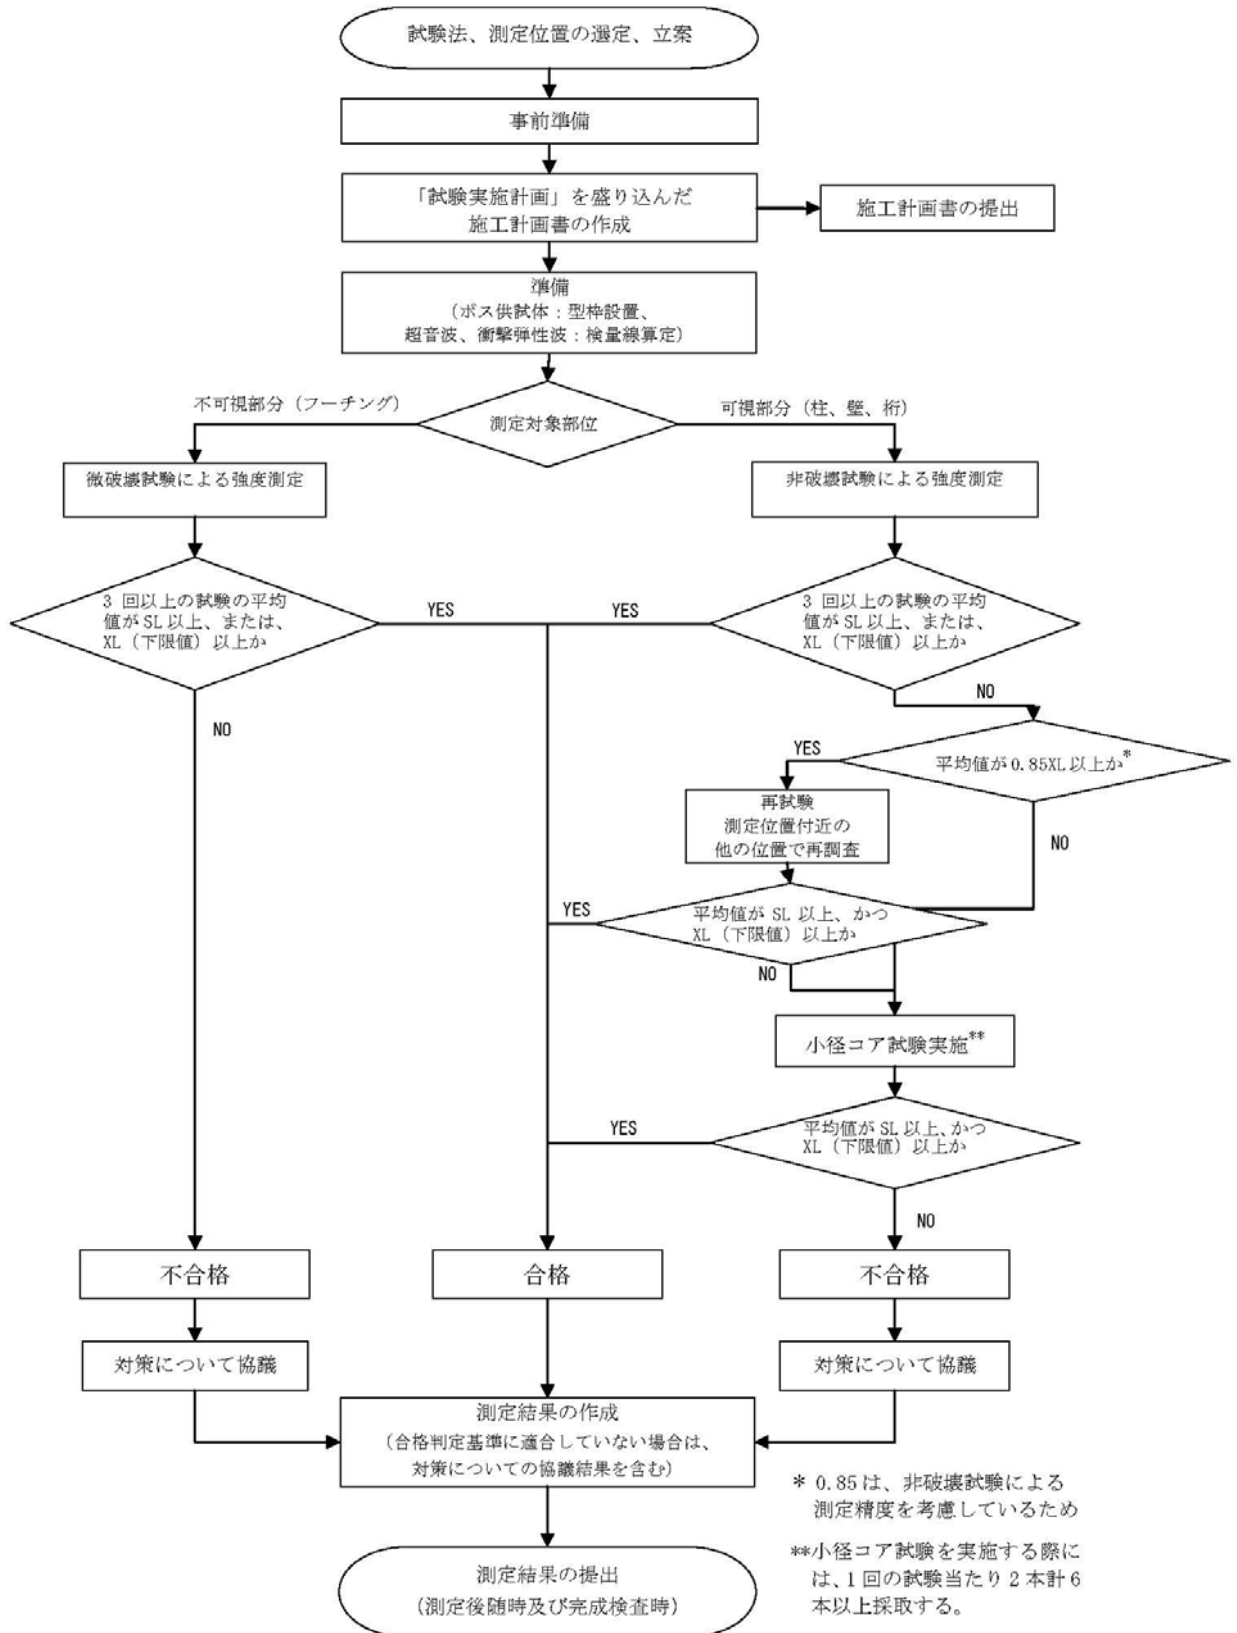 試験法、測定位置の選定、立案
事前準備
「試験実施計画」を盛り込んだ
施工計画書の作成
施工計画書の提出
準備
（ボス供試体：型枠設置、
超音波、衝撃弾性波：検量線算定）
不可視部分（フーチング）
測定対象部位
可視部分（柱、壁、桁）
微破壊試験による強度測定
非破壊試験による強度測定
3 回以上の試験の平均
値が SL 以上、または、
XL（下限値）以上か
YES
YES
3 回以上の試験の平均
値が SL 以上、または、
XL（下限値）以上か
NO
NO
YES
平均値が 0.85XL 以上か*
再試験
測定位置付近の
他の位置で再調査
NO
YES
平均値が SL 以上、かつ
XL（下限値）以上か
NO
小径コア試験実施**
YES
平均値が SL 以上、かつ
XL（下限値）以上か
NO
不合格
合格
不合格
対策について協議
対策について協議
測定結果の作成
（合格判定基準に適合していない場合は、
対策についての協議結果を含む）
* 0.85 は、非破壊試験による
測定精度を考慮しているため
測定結果の提出
（測定後随時及び完成検査時）
**小径コア試験を実施する際に
は、1 回の試験当たり 2 本計 6
本以上採取する。